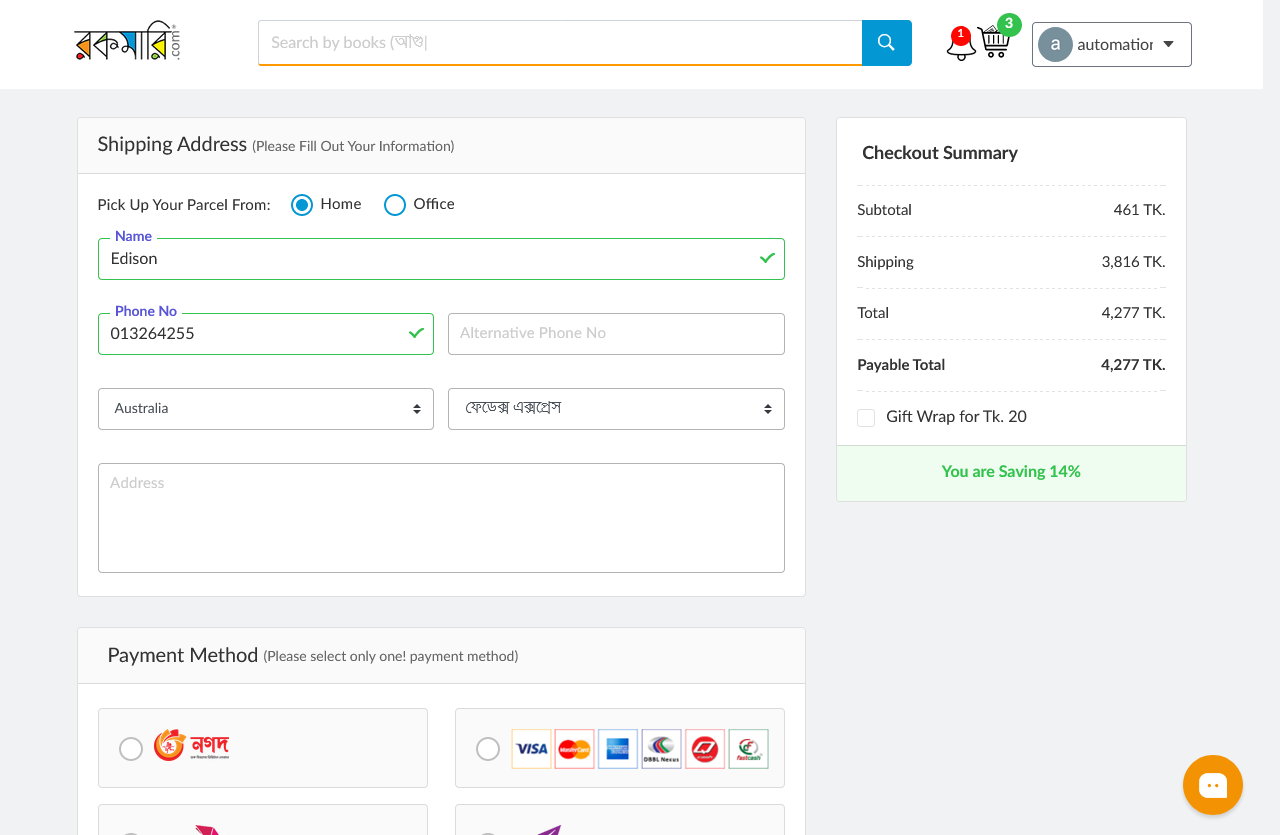 রকমারি.com
Search by books (আগু|
1
3
a automation
Shipping Address (Please Fill Out Your Information)
Pick Up Your Parcel From: Home Office
Name
Edison
Phone No
013264255
Alternative Phone No
Australia
ফেডেক্স এক্সপ্রেস
Address
Checkout Summary
Subtotal 461 TK.
Shipping 3,816 TK.
Total 4,277 TK.
Payable Total 4,277 TK.
Gift Wrap for Tk. 20
You are Saving 14%
Payment Method (Please select only one! payment method)
নগদ
VISA MasterCard DBBL Nexus fastcash